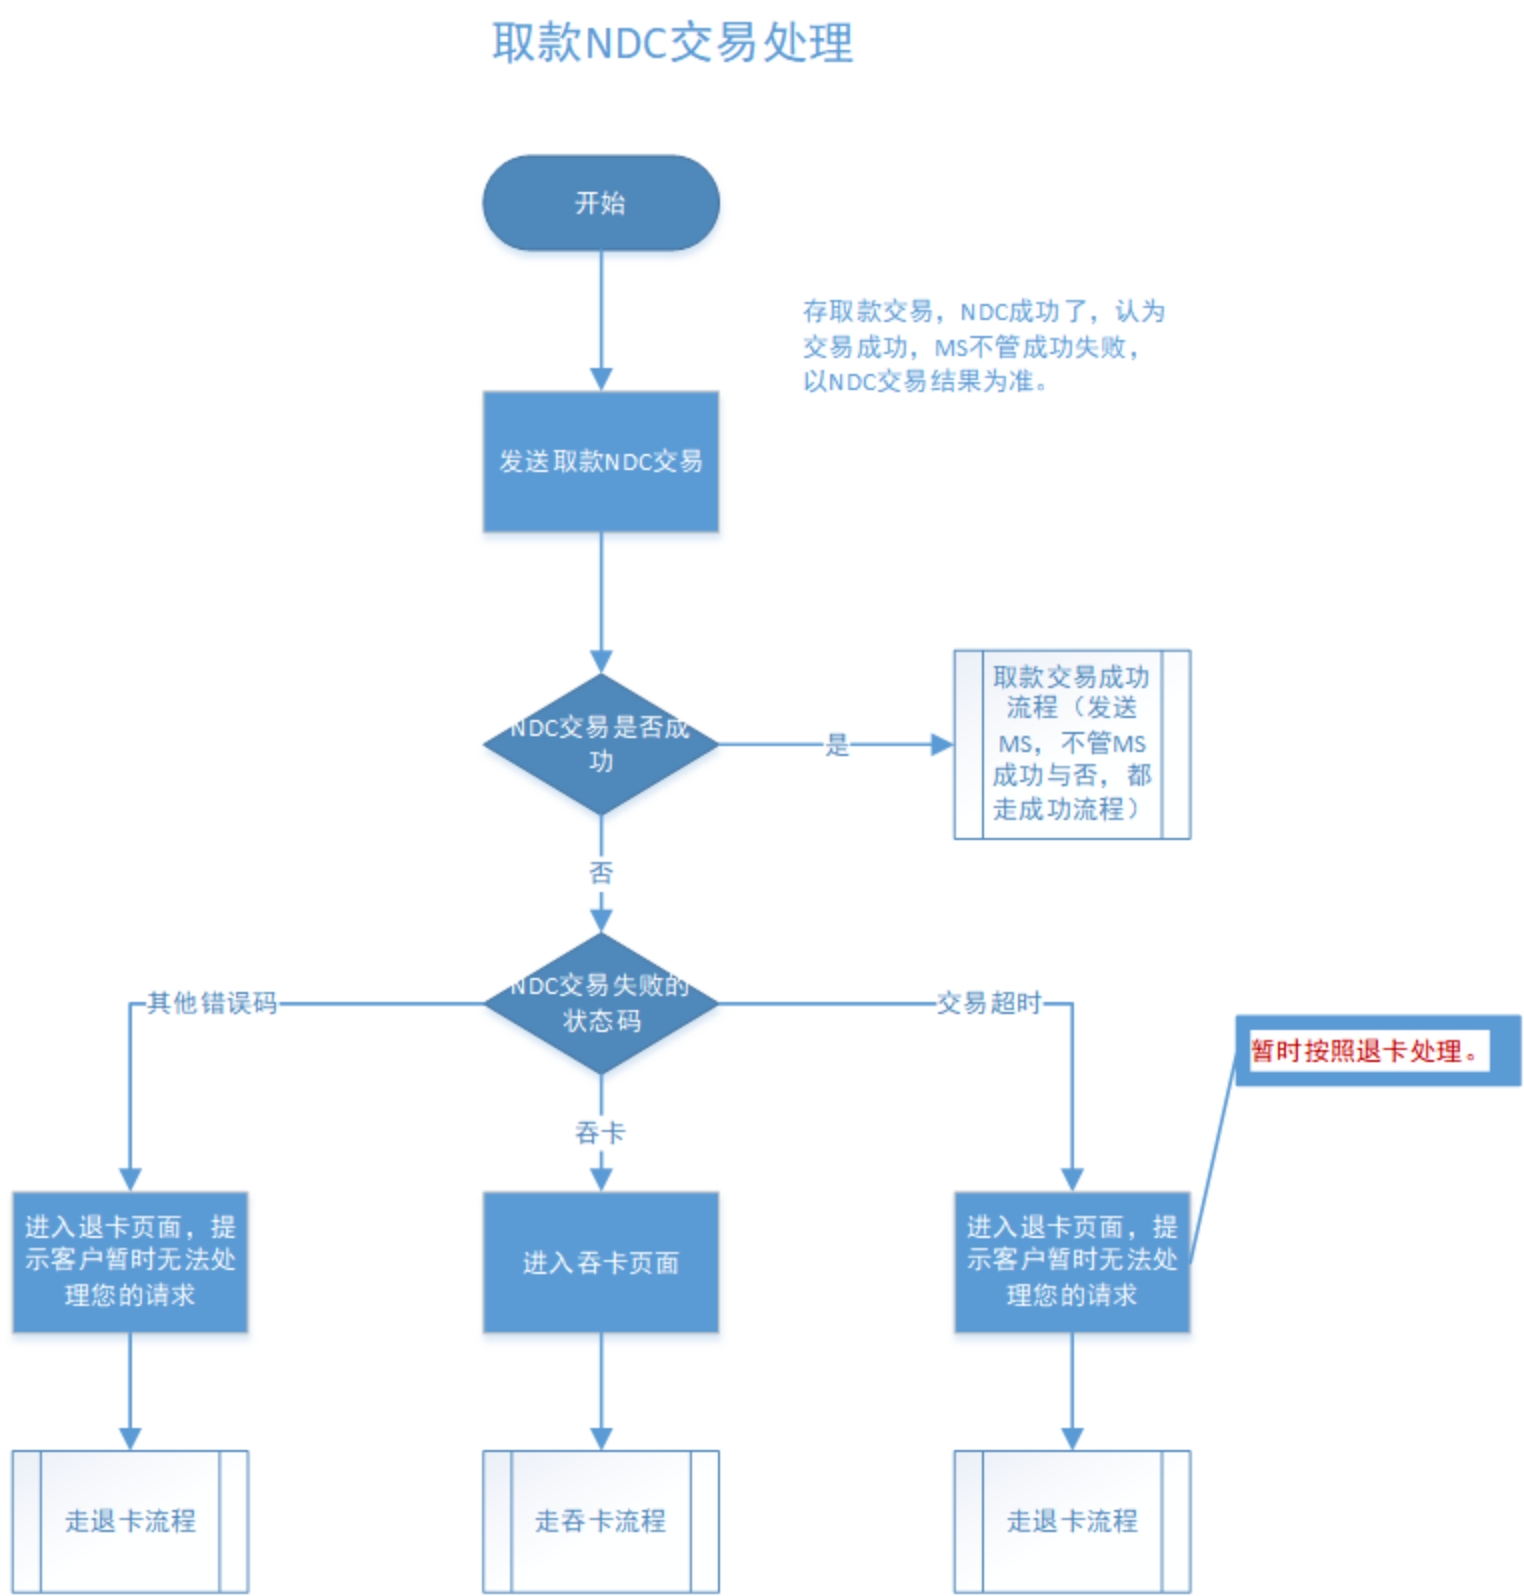 取款NDC交易处理
开始
存取款交易，NDC成功了，认为
交易成功，MS不管成功失败，
以NDC交易结果为准。
发送取款NDC交易
NDC交易是否成
功
是
取款交易成功
流程（发送
MS，不管MS
成功与否，都
走成功流程）
否
NDC交易失败的
状态码
其他错误码
交易超时
暂时按照退卡处理。
吞卡
进入退卡页面，提
示客户暂时无法处
理您的请求
进入吞卡页面
进入退卡页面，提
示客户暂时无法处
理您的请求
走退卡流程
走吞卡流程
走退卡流程